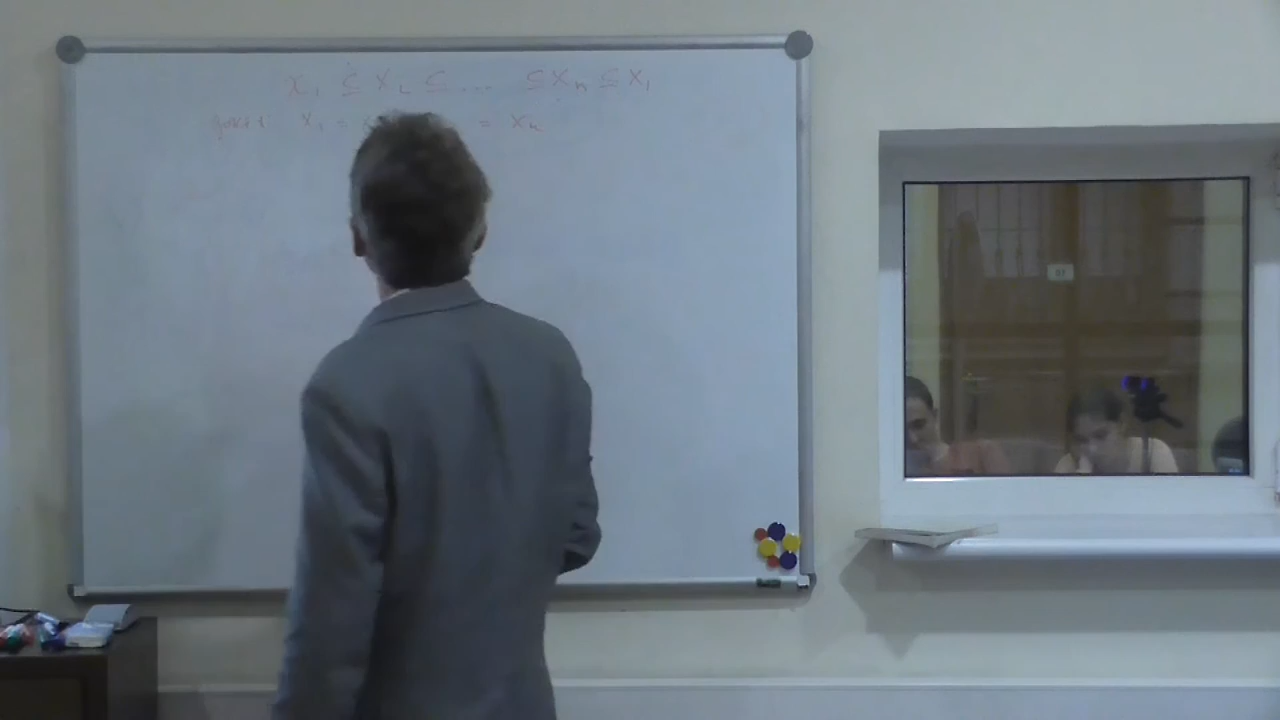 X₁ ⊆ X₂ ⊆ ... ⊆ Xₙ ⊆ X₁
X₁ = = Xₙ